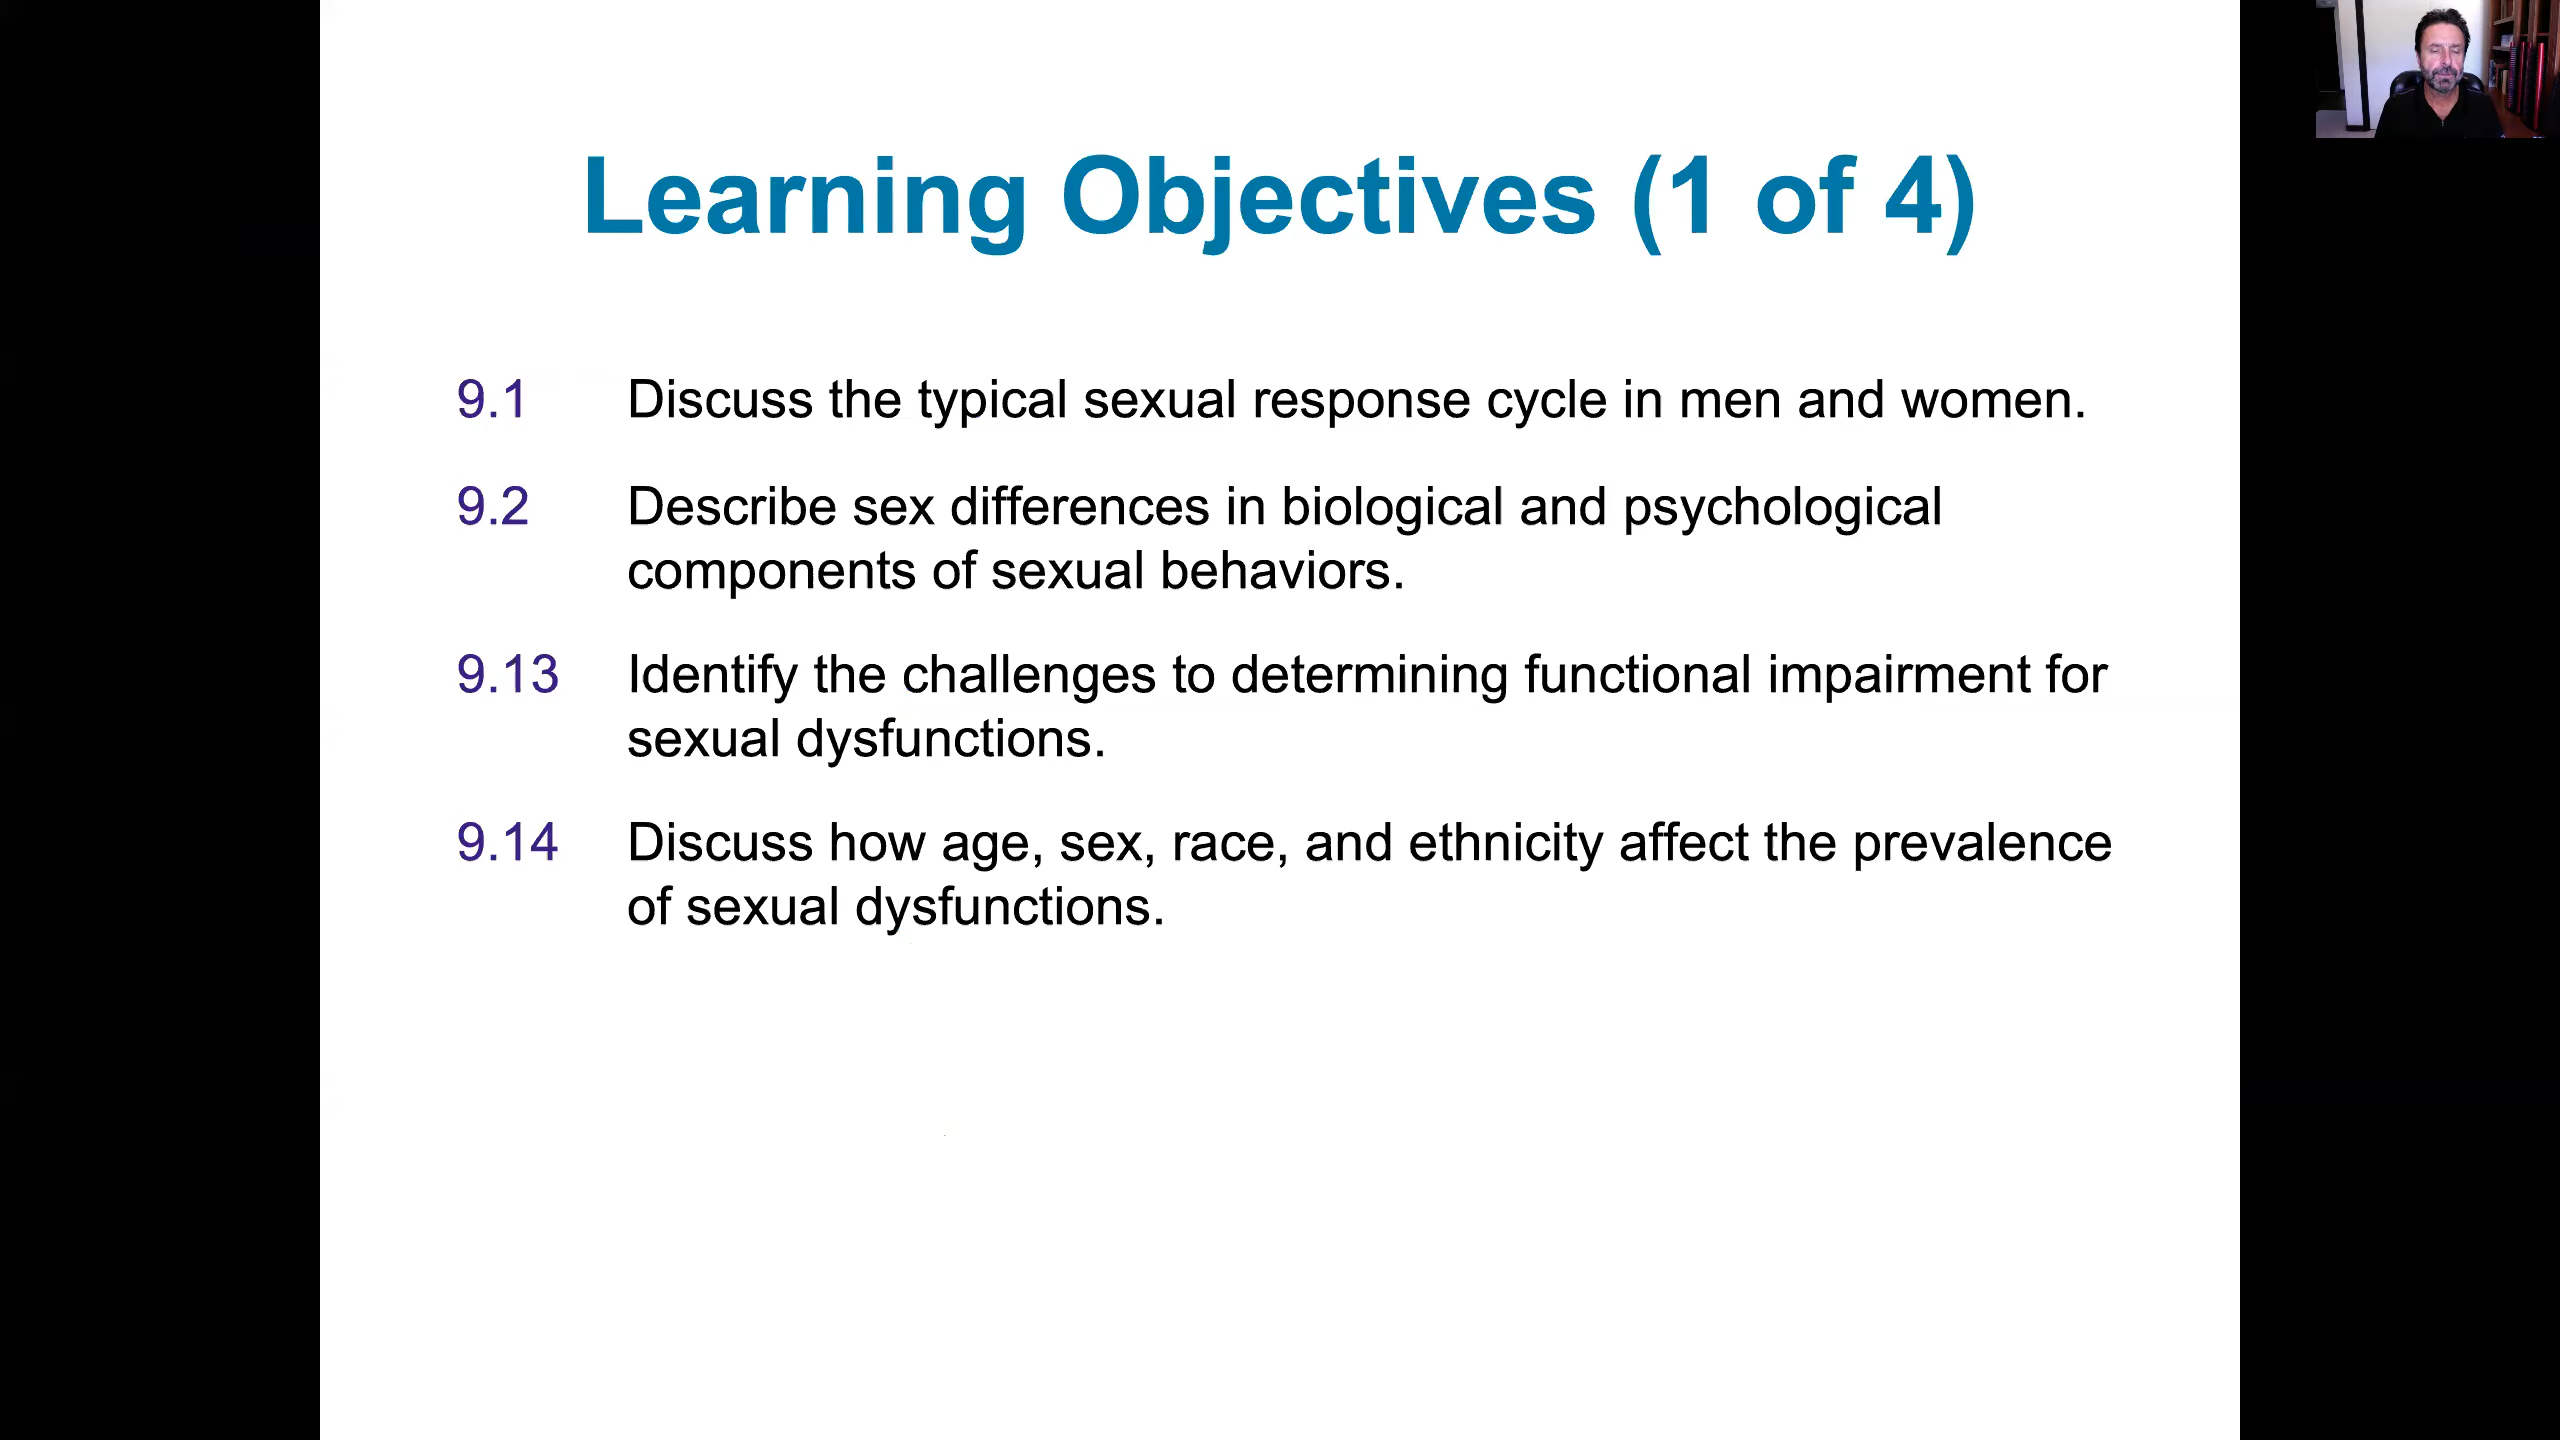 Learning Objectives (1 of 4)
9.1 Discuss the typical sexual response cycle in men and women.
9.2 Describe sex differences in biological and psychological
components of sexual behaviors.
9.13 Identify the challenges to determining functional impairment for
sexual dysfunctions.
9.14 Discuss how age, sex, race, and ethnicity affect the prevalence
of sexual dysfunctions.